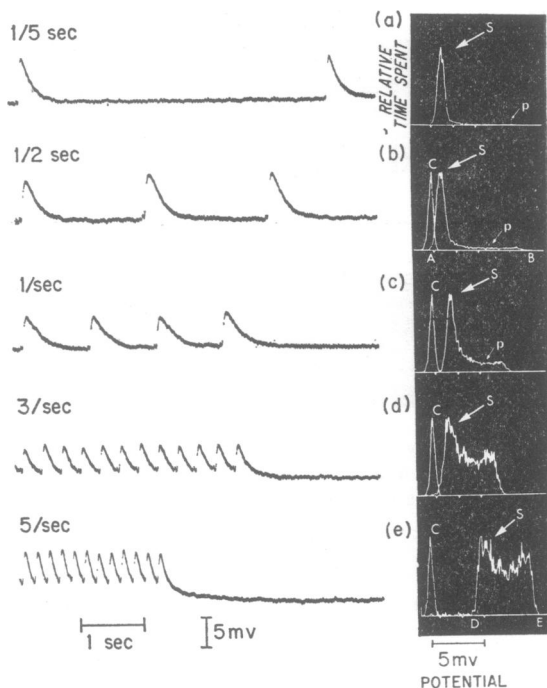 1/5 sec
(a)
RELATIVE
TIME SPENT
S
p
1/2 sec
(b)
C
S
p
A
B
1/sec
(c)
C
S
p
3/sec
(d)
C
S
5/sec
(e)
C
S
D
E
1 sec
5mv
5mv
POTENTIAL